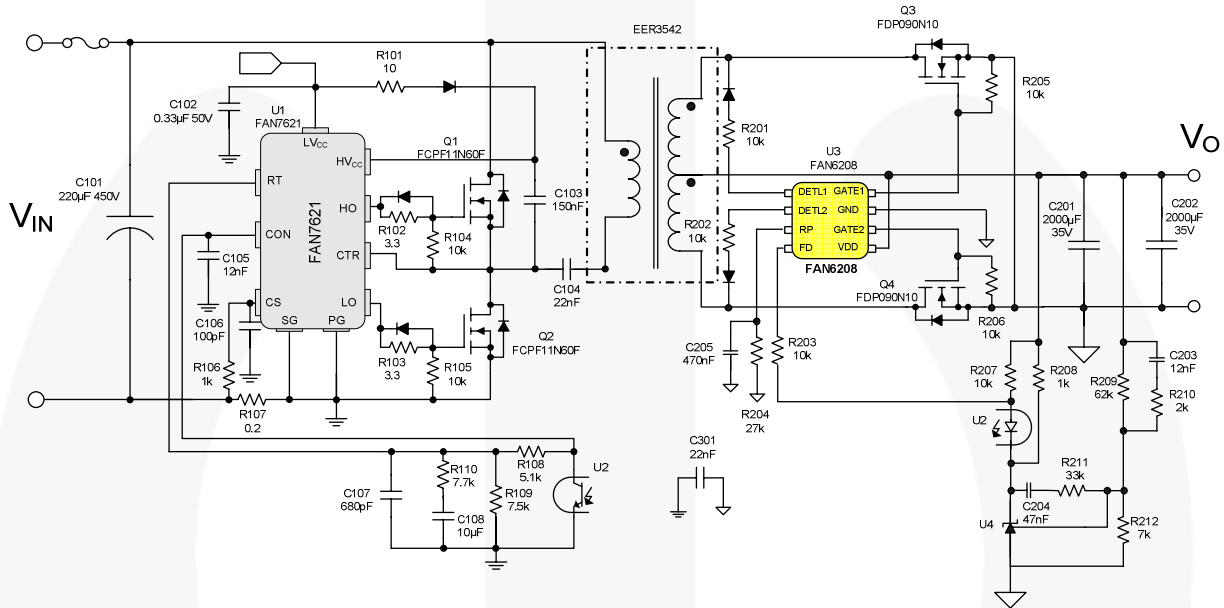 Q3
FDP090N10
EER3542
R101
10
R205
10k
C102
0.33µF 50V
U1
FAN7621
LVCC
HVCC
Q1
FCPF11N60F
R201
10k
U3
FAN6208
VO
RT
HO
CON
CTR
CS
LO
SG
PG
FAN7621
C101
220µF 450V
VIN
C103
150nF
R102
3.3
R104
10k
DETL1
GATE1
DETL2
GND
RP
GATE2
FD
VDD
FAN6208
R202
10k
C201
2000µF
35V
C202
2000µF
35V
C105
12nF
C104
22nF
Q4
FDP090N10
C106
100pF
R206
10k
Q2
FCPF11N60F
R106
1k
R103
3.3
R105
10k
C205
470nF
R203
10k
R107
0.2
R204
27k
R207
10k
R208
1k
R209
62k
C203
12nF
R210
2k
U2
C301
22nF
R108
5.1k
U2
R110
7.7k
R109
7.5k
C107
680pF
C108
10µF
R211
33k
C204
47nF
U4
R212
7k